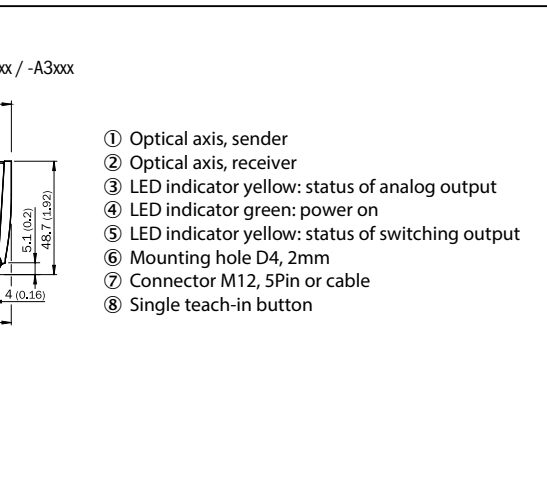 xx / -A3xxx
① Optical axis, sender
② Optical axis, receiver
③ LED indicator yellow: status of analog output
④ LED indicator green: power on
⑤ LED indicator yellow: status of switching output
⑥ Mounting hole D4, 2mm
⑦ Connector M12, 5Pin or cable
⑧ Single teach-in button
5.1 (0.2)
48.7 (1.92)
4 (0.16)